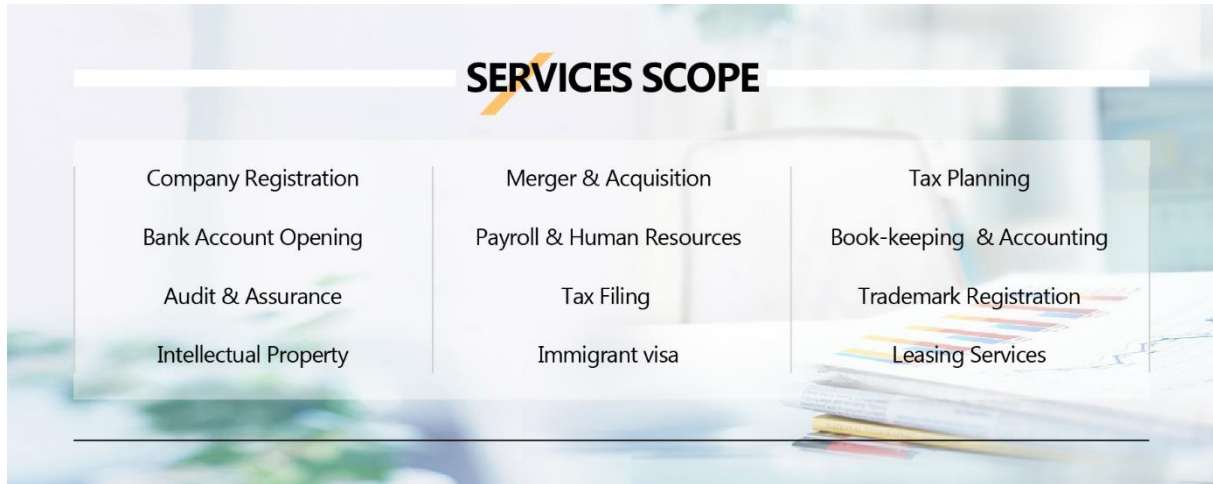 SERVICES SCOPE
Company Registration
Merger & Acquisition
Tax Planning
Bank Account Opening
Payroll & Human Resources
Book-keeping & Accounting
Audit & Assurance
Tax Filing
Trademark Registration
Intellectual Property
Immigrant visa
Leasing Services